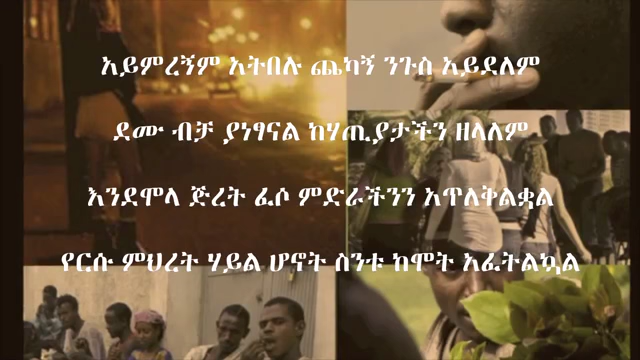 አይምረኝም አትበሉ ጨካኝ ንጉስ አይደለም
ደሙ ብቻ ያነፃናል ከሃጢያታችን ዘላለም
እንደሞላ ጅረት ፈሶ ምድራችንን አጥለቅልቋል
የርሱ ምህረት ሃይል ሆኖት ስንቱ ከሞት አፈትልኳል